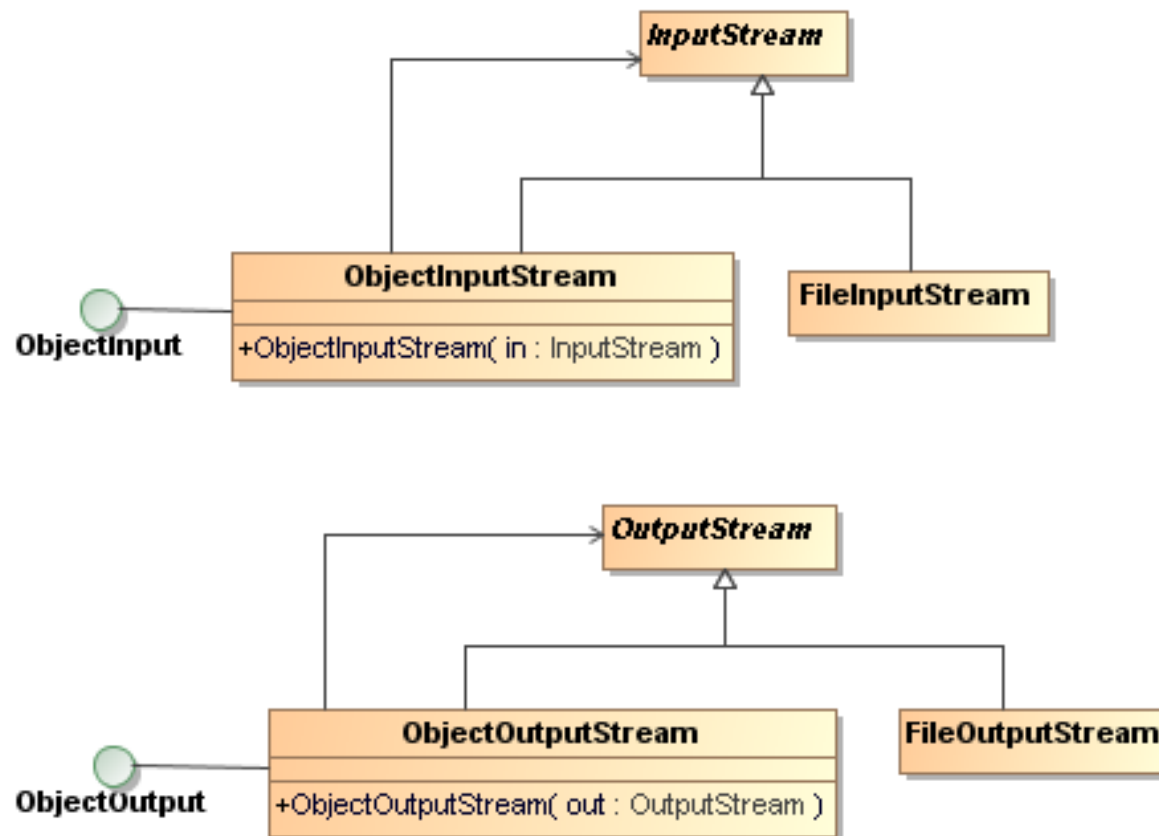 InputStream
ObjectInputStream
FileInputStream
ObjectInput
+ObjectInputStream( in : InputStream )
OutputStream
ObjectOutputStream
FileOutputStream
ObjectOutput
+ObjectOutputStream( out : OutputStream )